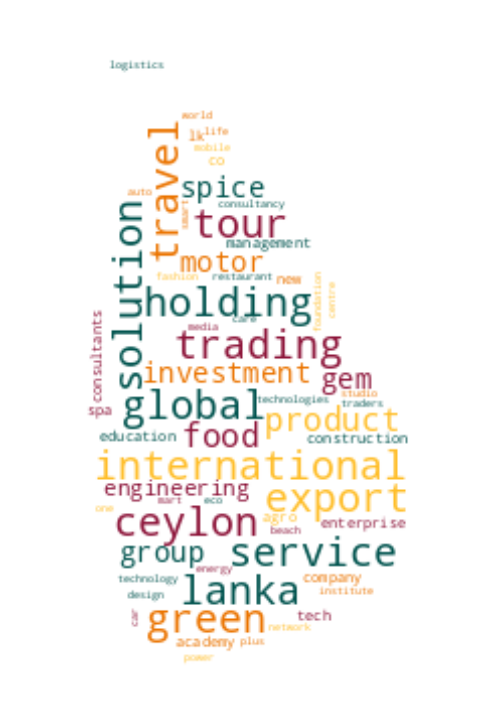 logistics
world
travel
lk
life
mobile
co
auto
spice
smart
consultancy
solution
tour
management
motor
fashion
restaurant
new
holding
foundation
centre
care
media
consultants
trading
investment
gem
studio
spa
global
technologies
traders
product
education
food
construction
international
engineering
mart
eco
export
one
ceylon
agro
beach
enterprise
group
service
energy
technology
company
lanka
design
institute
car
green
tech
network
academy
plus
power